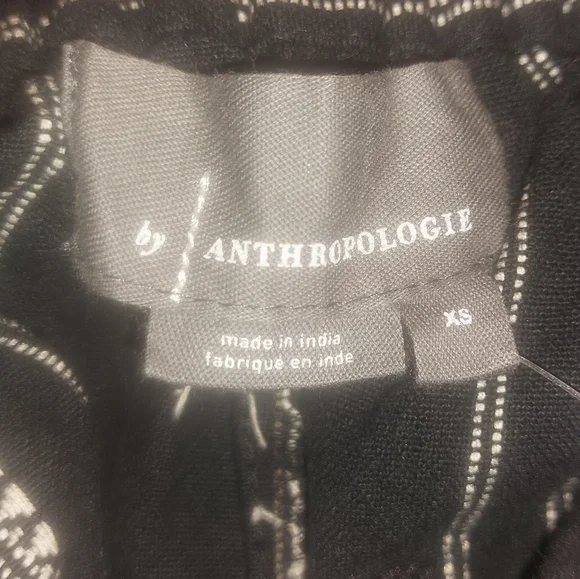 by ANTHROPOLOGIE
XS
made in india
fabrique en inde